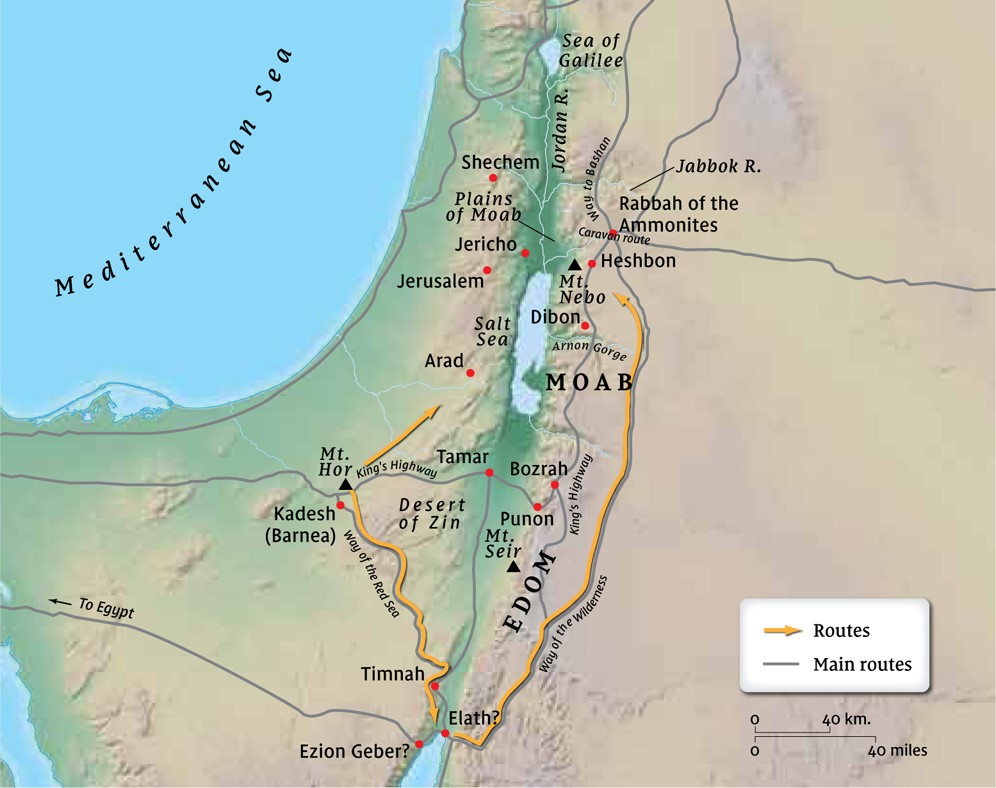 Mediterranean Sea
Sea of
Galilee
Jordan R.
Way to Bashan
Shechem
Jabbok R.
Plains
of Moab
Rabbah of the
Ammonites
Caravan route
Jericho
Heshbon
Jerusalem
Mt.
Nebo
Salt
Sea
Dibon
Arnon Gorge
Arad
MOAB
Mt.
Hor
King's Highway
Tamar
Bozrah
King's Highway
Kadesh
(Barnea)
Desert
of Zin
Punon
Mt.
Seir
Way of the Red Sea
EDOM
Way of the Wilderness
To Egypt
Timnah
Elath?
Ezion Geber?
Routes
Main routes
0 40 km.
0 40 miles